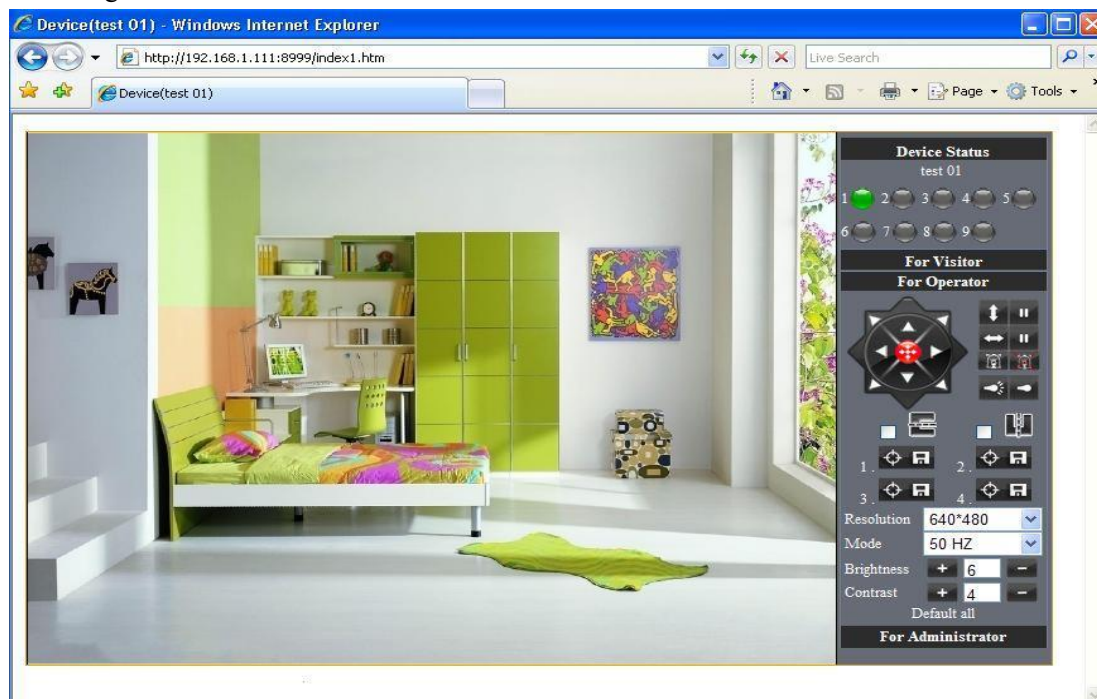 Device(test 01) - Windows Internet Explorer
http://192.168.1.111:8999/index1.htm
Live Search
Device(test 01)
Page
Tools
Device Status
test 01
1 2 3 4 5
6 7 8 9
For Visitor
For Operator
1 . 2 .
3 . 4 .
Resolution 640*480
Mode 50 HZ
Brightness + 6 -
Contrast + 4 -
Default all
For Administrator